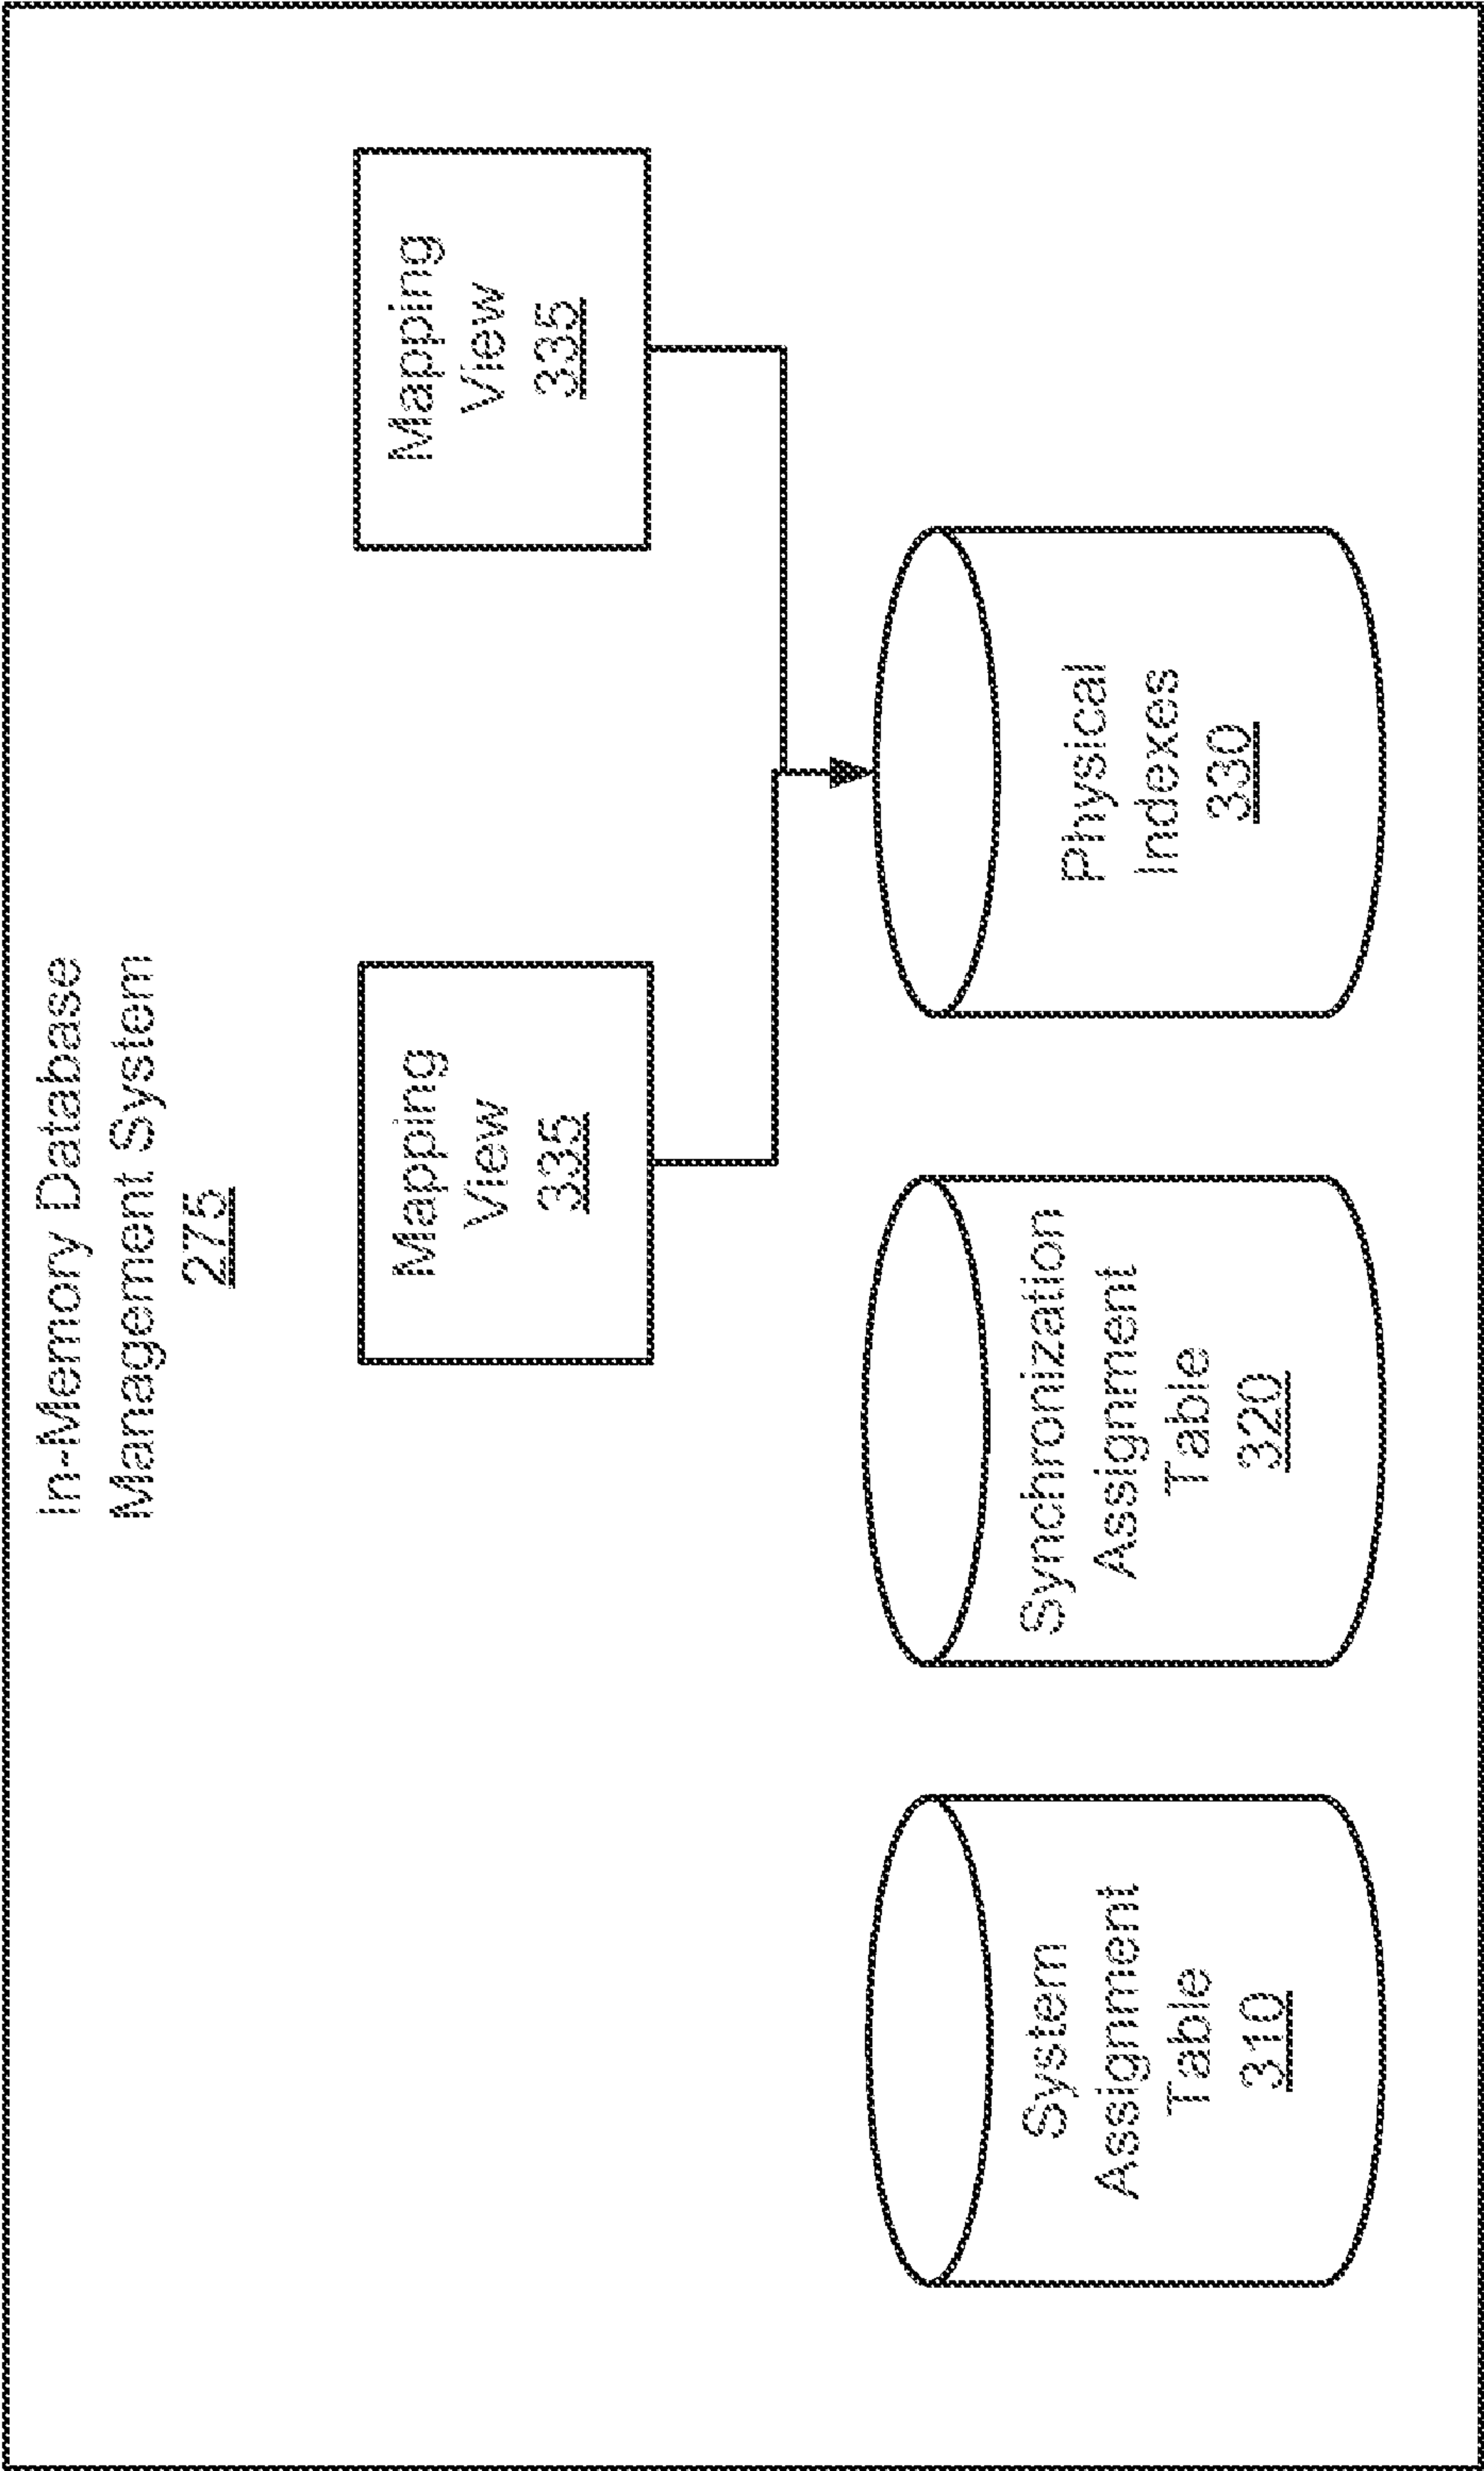 In-Memory Database
Management System
275
Mapping
View
335
Mapping
View
335
System
Assignment
Table
310
Synchronization
Assignment
Table
320
Physical
Indexes
330